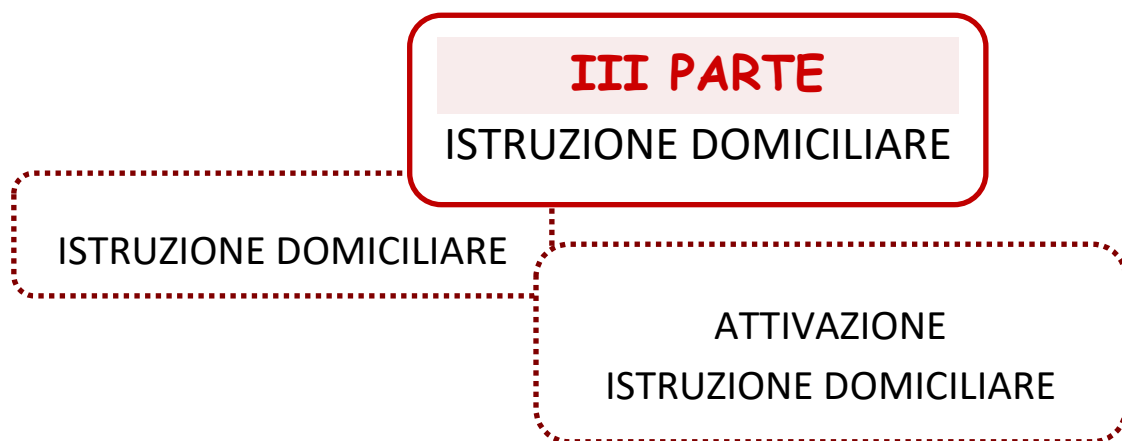 III PARTE
ISTRUZIONE DOMICILIARE
ISTRUZIONE DOMICILIARE
ATTIVAZIONE
ISTRUZIONE DOMICILIARE